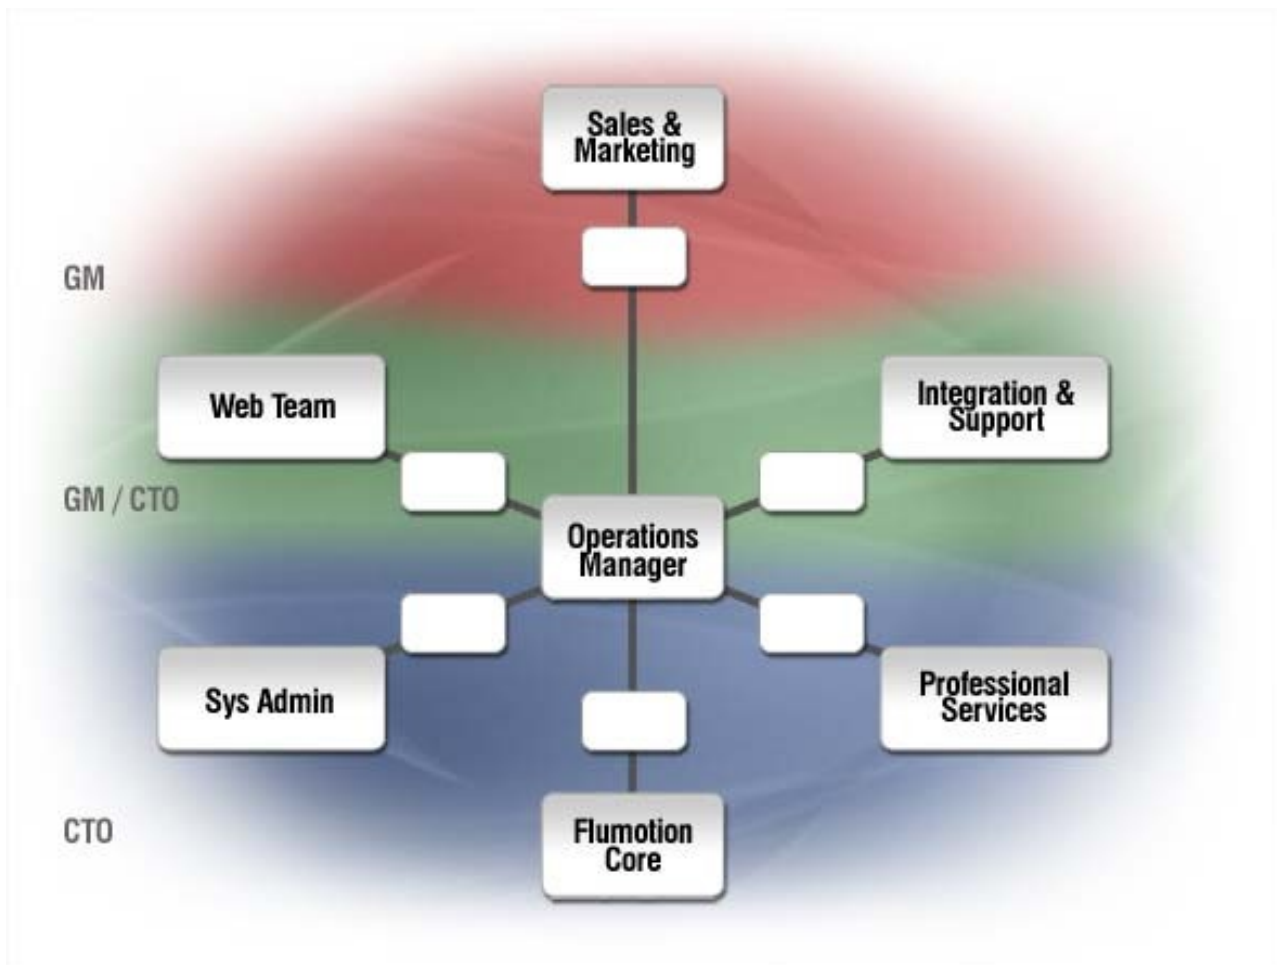 Sales &
Marketing
GM
Web Team
Integration &
Support
GM / CTO
Operations
Manager
Sys Admin
Professional
Services
CTO
Flumotion
Core